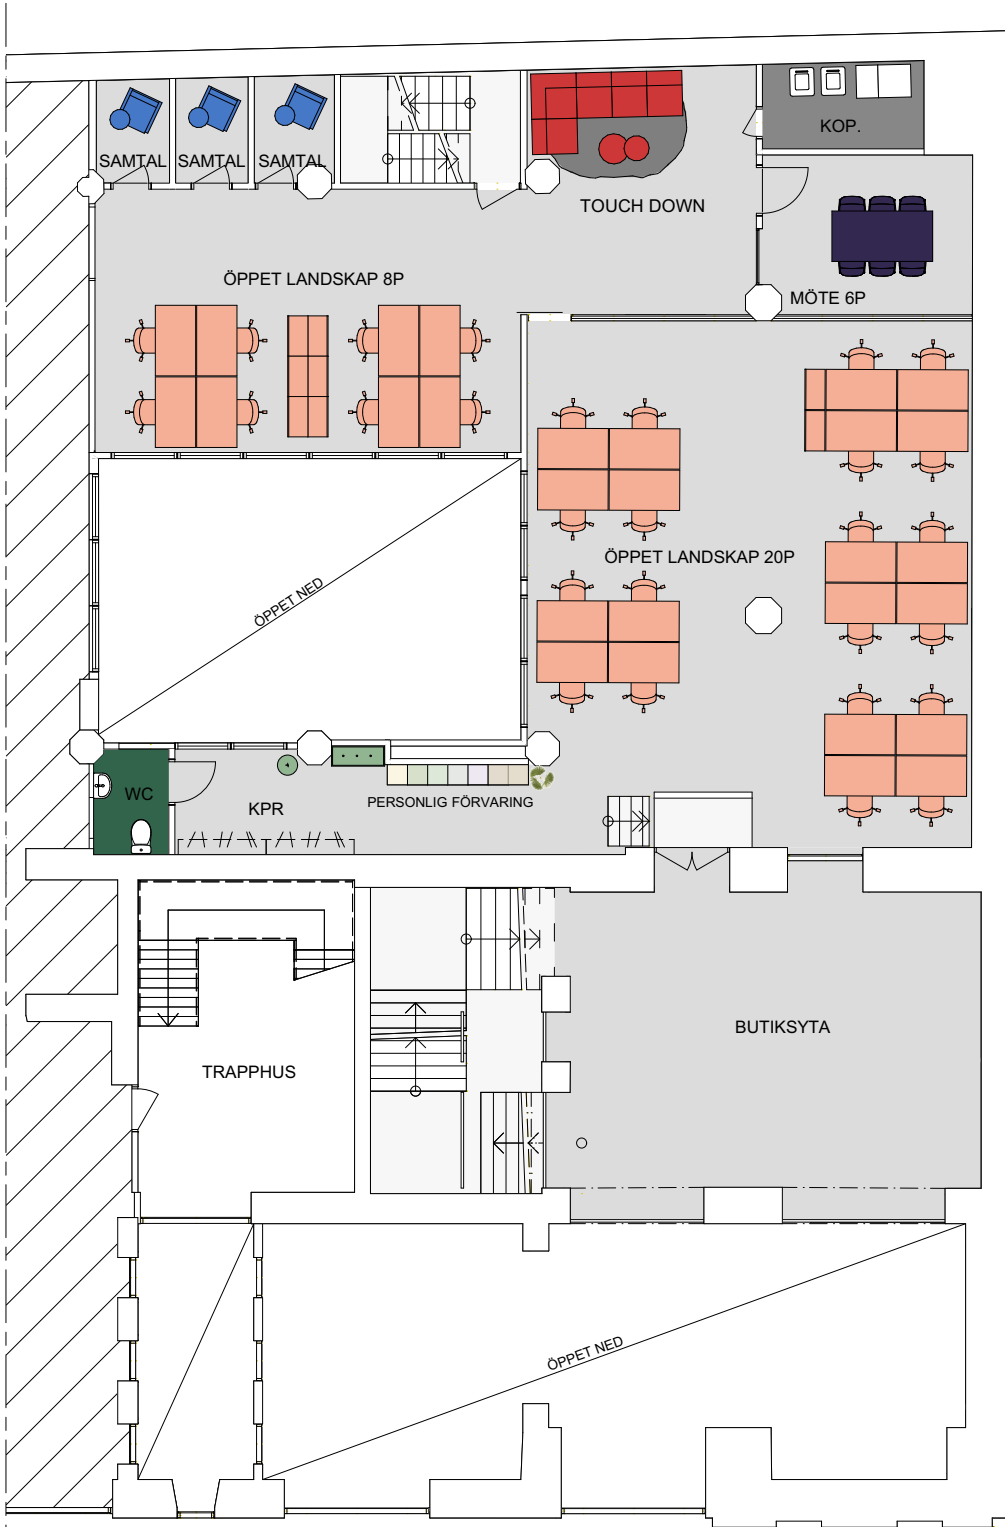 KOP.
SAMTAL
SAMTAL
SAMTAL
TOUCH DOWN
ÖPPET LANDSKAP 8P
MÖTE 6P
ÖPPET LANDSKAP 20P
ÖPPET NED
WC
KPR
PERSONLIG FÖRVARING
BUTIKSYTA
TRAPPHUS
ÖPPET NED